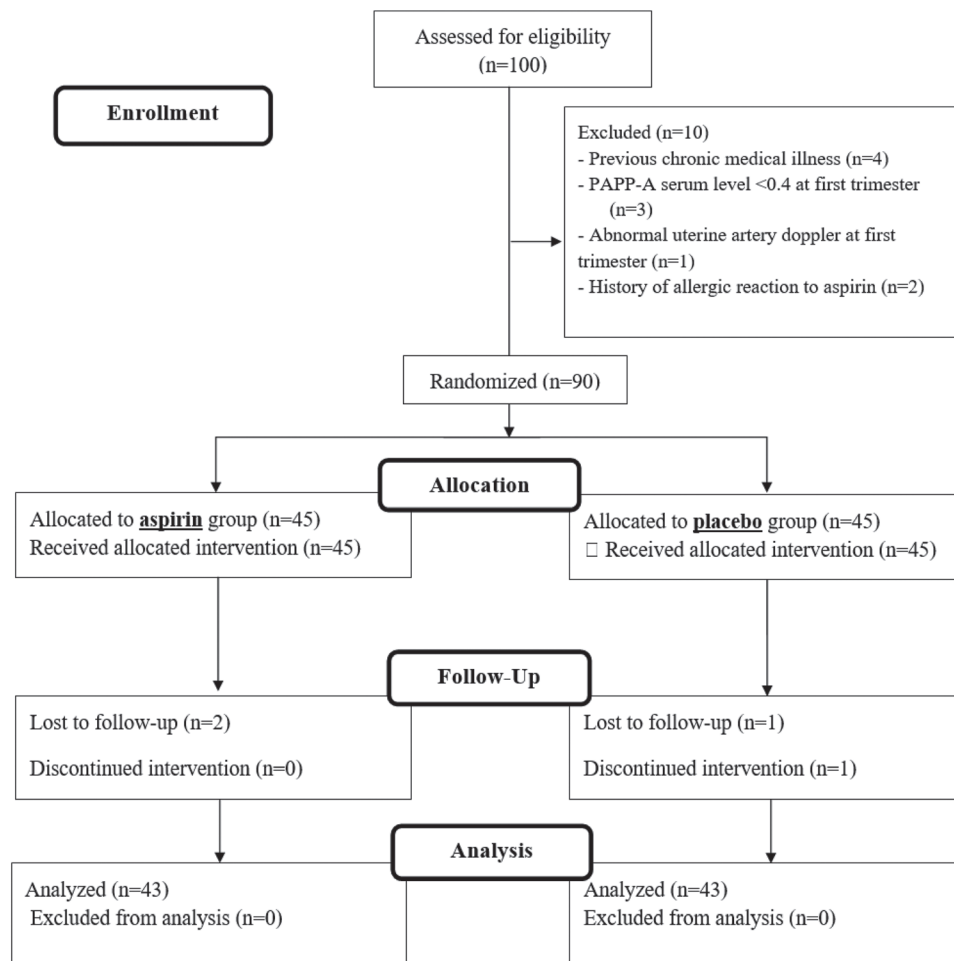 Assessed for eligibility
(n=100)
Enrollment
Excluded (n=10)
- Previous chronic medical illness (n=4)
- PAPP-A serum level <0.4 at first trimester
(n=3)
- Abnormal uterine artery doppler at first
trimester (n=1)
- History of allergic reaction to aspirin (n=2)
Randomized (n=90)
Allocation
Allocated to aspirin group (n=45)
Received allocated intervention (n=45)
Allocated to placebo group (n=45)
□ Received allocated intervention (n=45)
Follow-Up
Lost to follow-up (n=2)
Discontinued intervention (n=0)
Lost to follow-up (n=1)
Discontinued intervention (n=1)
Analysis
Analyzed (n=43)
Excluded from analysis (n=0)
Analyzed (n=43)
Excluded from analysis (n=0)